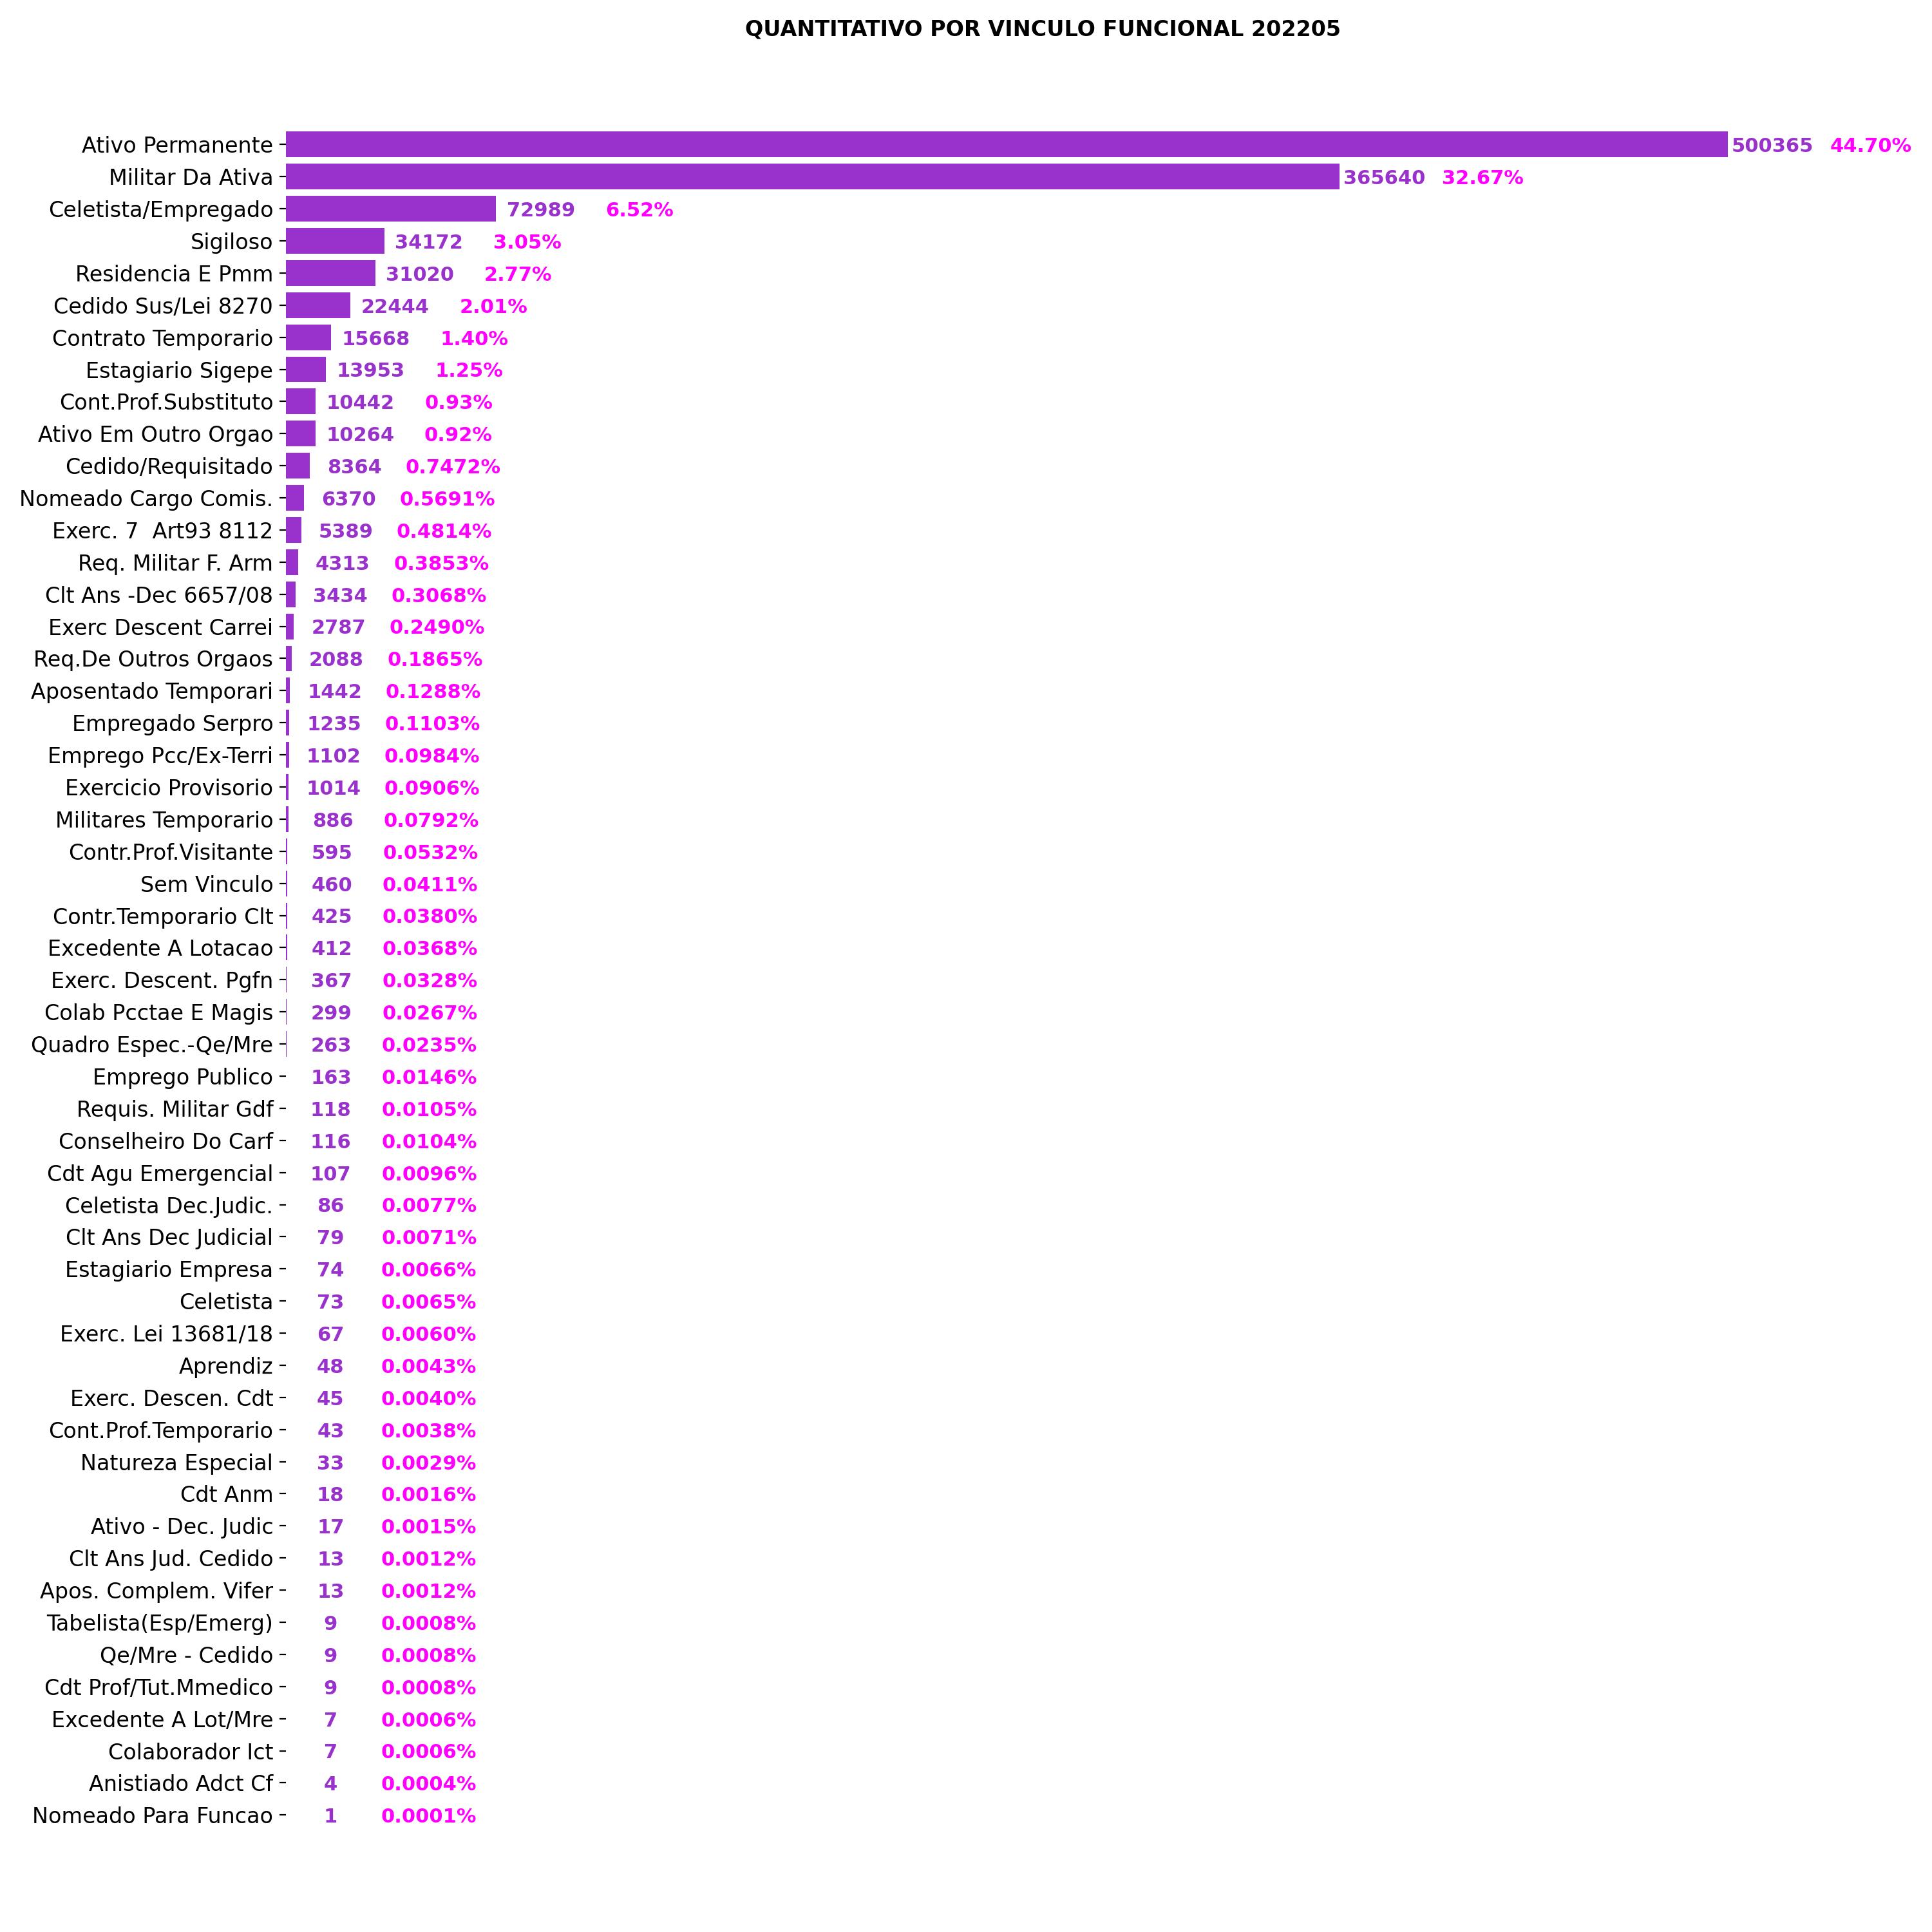 QUANTITATIVO POR VINCULO FUNCIONAL 202205
Ativo Permanente 500365 44.70%
Militar Da Ativa 365640 32.67%
Celetista/Empregado 72989 6.52%
Sigiloso 34172 3.05%
Residencia E Pmm 31020 2.77%
Cedido Sus/Lei 8270 22444 2.01%
Contrato Temporario 15668 1.40%
Estagiario Sigepe 13953 1.25%
Cont.Prof.Substituto 10442 0.93%
Ativo Em Outro Orgao 10264 0.92%
Cedido/Requisitado 8364 0.7472%
Nomeado Cargo Comis. 6370 0.5691%
Exerc. 7  Art93 8112 5389 0.4814%
Req. Militar F. Arm 4313 0.3853%
Clt Ans -Dec 6657/08 3434 0.3068%
Exerc Descent Carrei 2787 0.2490%
Req.De Outros Orgaos 2088 0.1865%
Aposentado Temporari 1442 0.1288%
Empregado Serpro 1235 0.1103%
Emprego Pcc/Ex-Terri 1102 0.0984%
Exercicio Provisorio 1014 0.0906%
Militares Temporario 886 0.0792%
Contr.Prof.Visitante 595 0.0532%
Sem Vinculo 460 0.0411%
Contr.Temporario Clt 425 0.0380%
Excedente A Lotacao 412 0.0368%
Exerc. Descent. Pgfn 367 0.0328%
Colab Pcctae E Magis 299 0.0267%
Quadro Espec.-Qe/Mre 263 0.0235%
Emprego Publico 163 0.0146%
Requis. Militar Gdf 118 0.0105%
Conselheiro Do Carf 116 0.0104%
Cdt Agu Emergencial 107 0.0096%
Celetista Dec.Judic. 86 0.0077%
Clt Ans Dec Judicial 79 0.0071%
Estagiario Empresa 74 0.0066%
Celetista 73 0.0065%
Exerc. Lei 13681/18 67 0.0060%
Aprendiz 48 0.0043%
Exerc. Descen. Cdt 45 0.0040%
Cont.Prof.Temporario 43 0.0038%
Natureza Especial 33 0.0029%
Cdt Anm 18 0.0016%
Ativo - Dec. Judic 17 0.0015%
Clt Ans Jud. Cedido 13 0.0012%
Apos. Complem. Vifer 13 0.0012%
Tabelista(Esp/Emerg) 9 0.0008%
Qe/Mre - Cedido 9 0.0008%
Cdt Prof/Tut.Mmedico 9 0.0008%
Excedente A Lot/Mre 7 0.0006%
Colaborador Ict 7 0.0006%
Anistiado Adct Cf 4 0.0004%
Nomeado Para Funcao 1 0.0001%